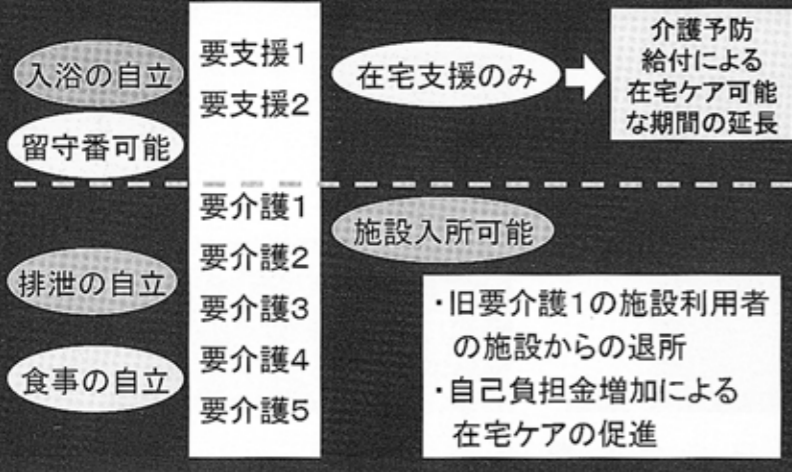 入浴の自立
留守番可能
排泄の自立
食事の自立
要支援1
要支援2
要介護1
要介護2
要介護3
要介護4
要介護5
在宅支援のみ
介護予防
給付による
在宅ケア可能
な期間の延長
施設入所可能
・旧要介護1の施設利用者
の施設からの退所
・自己負担金増加による
在宅ケアの促進